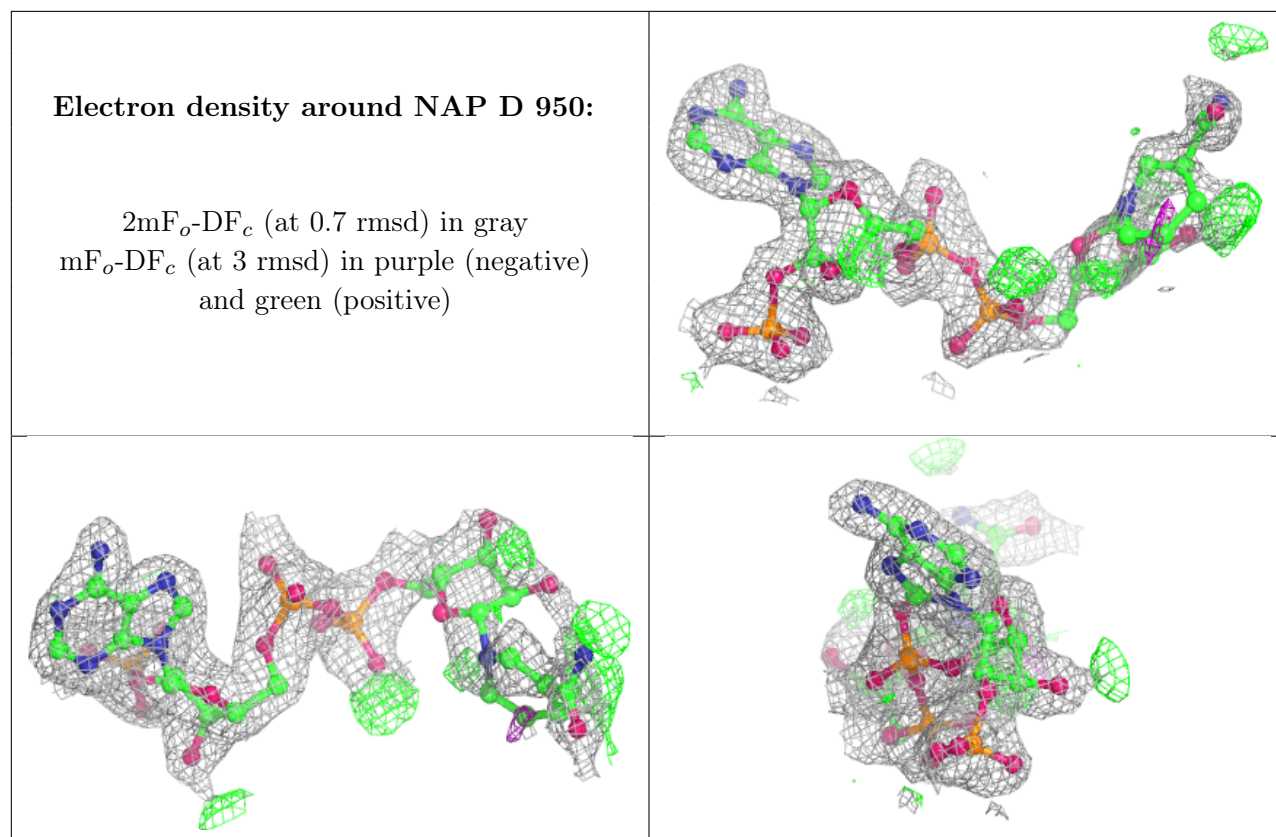 Electron density around NAP D 950:
2mFo-DFc (at 0.7 rmsd) in gray
mFo-DFc (at 3 rmsd) in purple (negative)
and green (positive)